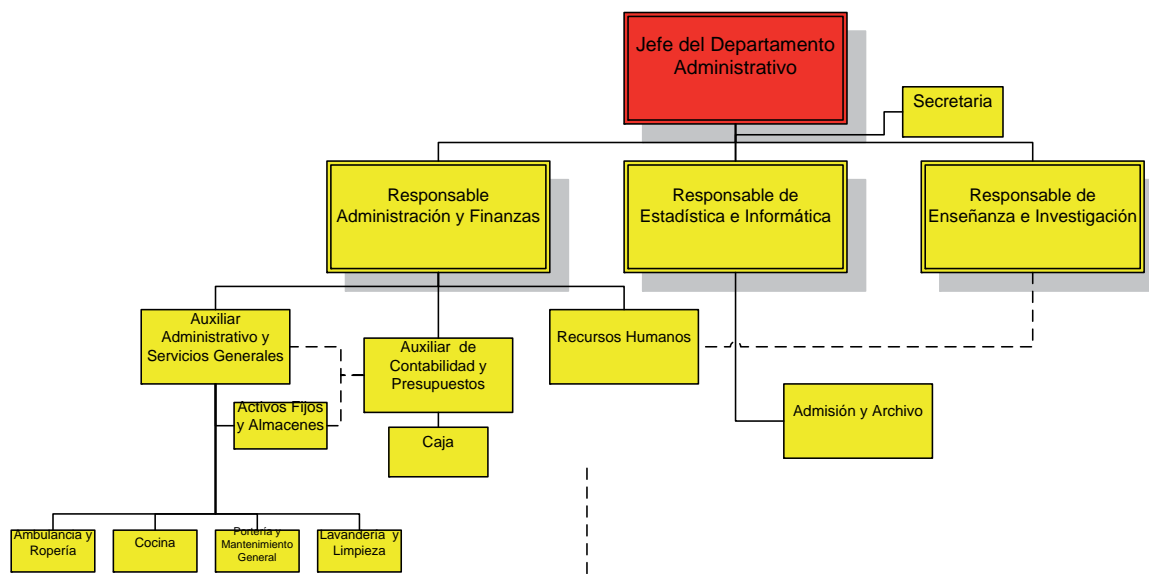 Jefe del Departamento
Administrativo
Secretaria
Responsable
Administración y Finanzas
Responsable de
Estadística e Informática
Responsable de
Enseñanza e Investigación
Auxiliar
Administrativo y
Servicios Generales
Auxiliar de
Contabilidad y
Presupuestos
Recursos Humanos
Activos Fijos
y Almacenes
Caja
Admisión y Archivo
Ambulancia y
Ropería
Cocina
Portería y
Mantenimiento
General
Lavandería y
Limpieza